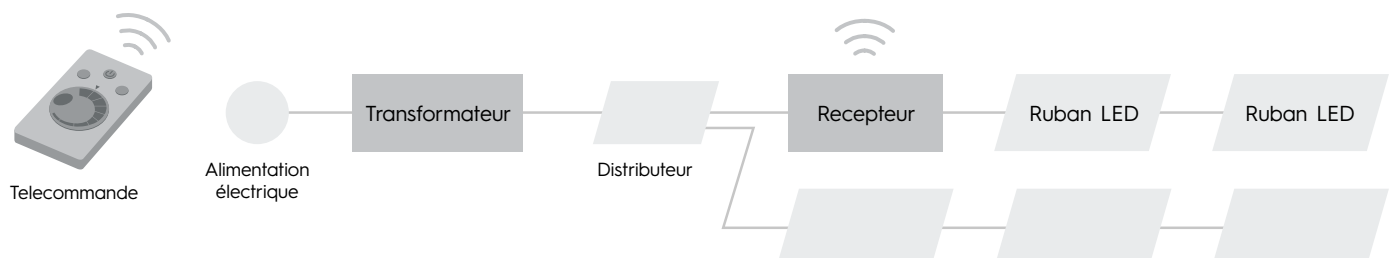 Transformateur
Recepteur
Ruban LED
Ruban LED
Alimentation
électrique
Distributeur
Telecommande